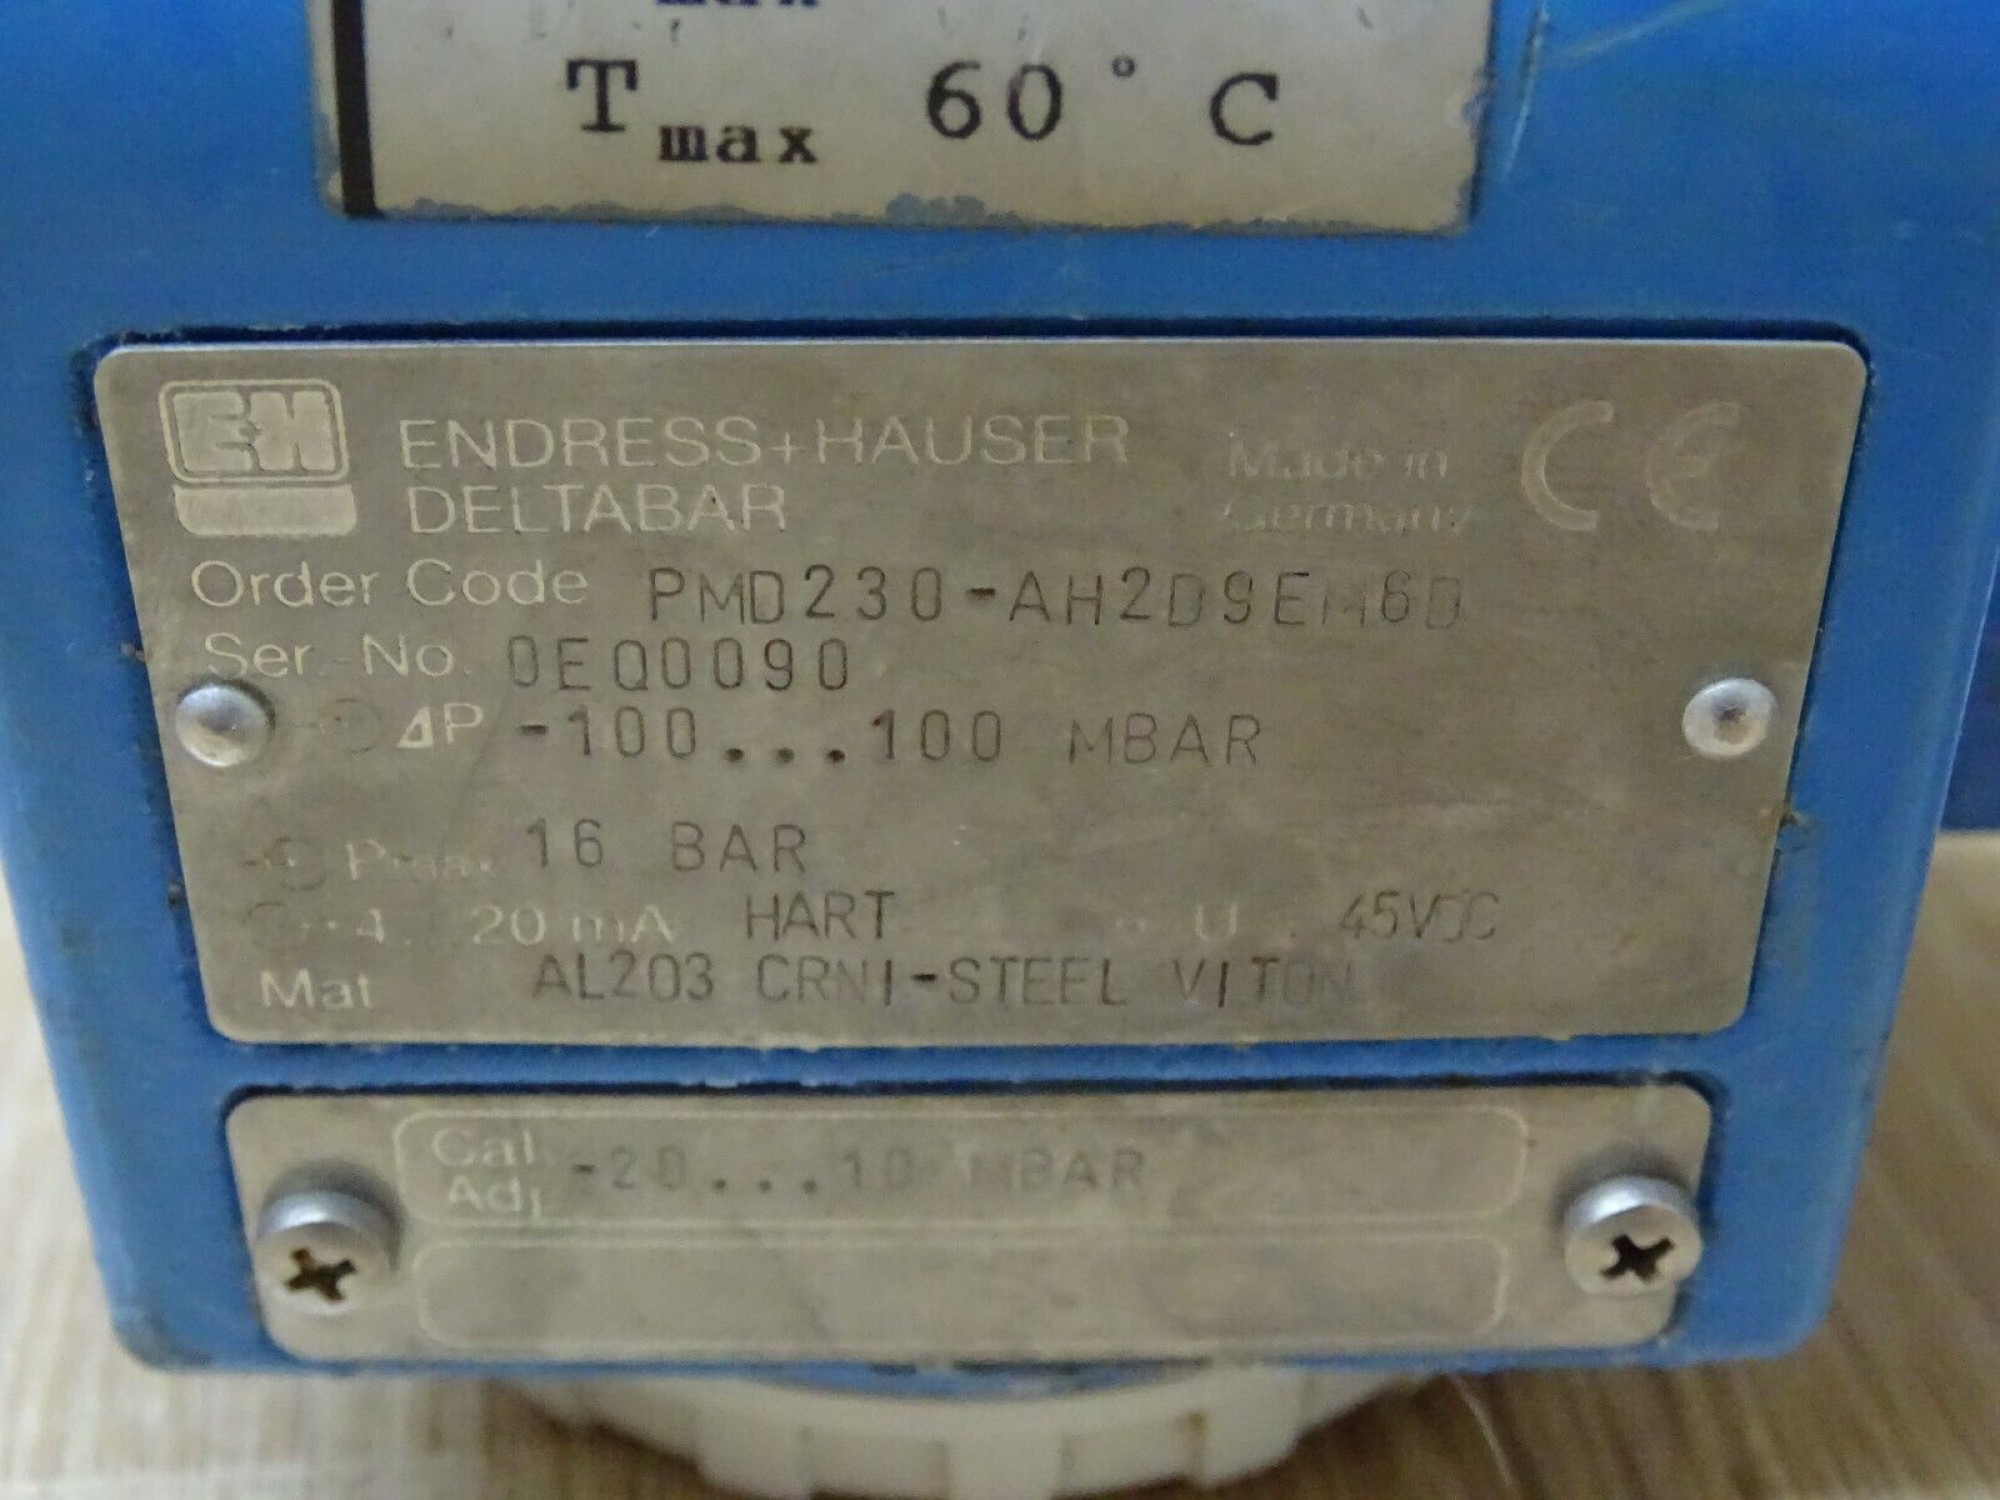 Tmax 60°C
E+H
ENDRESS+HAUSER
DELTABAR
Made in
Germany
CE
Order Code PMD230-AH2D9EM6D
Ser.-No. 0EQ0090
ΔP -100...100 MBAR
Pmax 16 BAR
4...20 mA HART U 45VDC
Mat AL203 CRNI-STEEL VITON
Cal
Adj. -20...10 MBAR